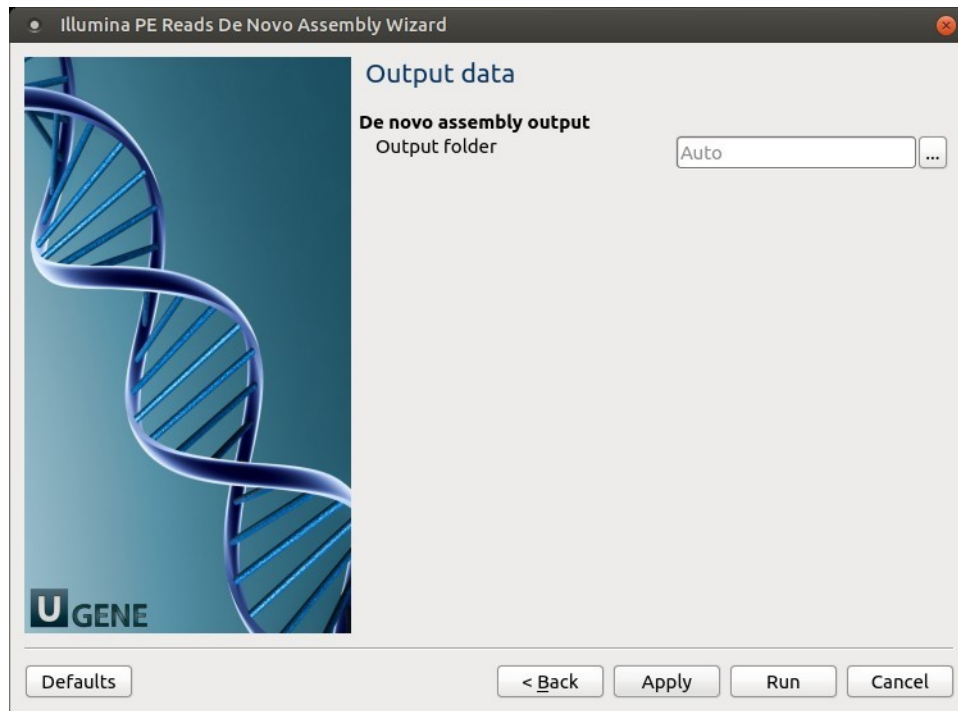 Illumina PE Reads De Novo Assembly Wizard
Output data
De novo assembly output
Output folder
Auto
...
UGENE
Defaults
< Back
Apply
Run
Cancel